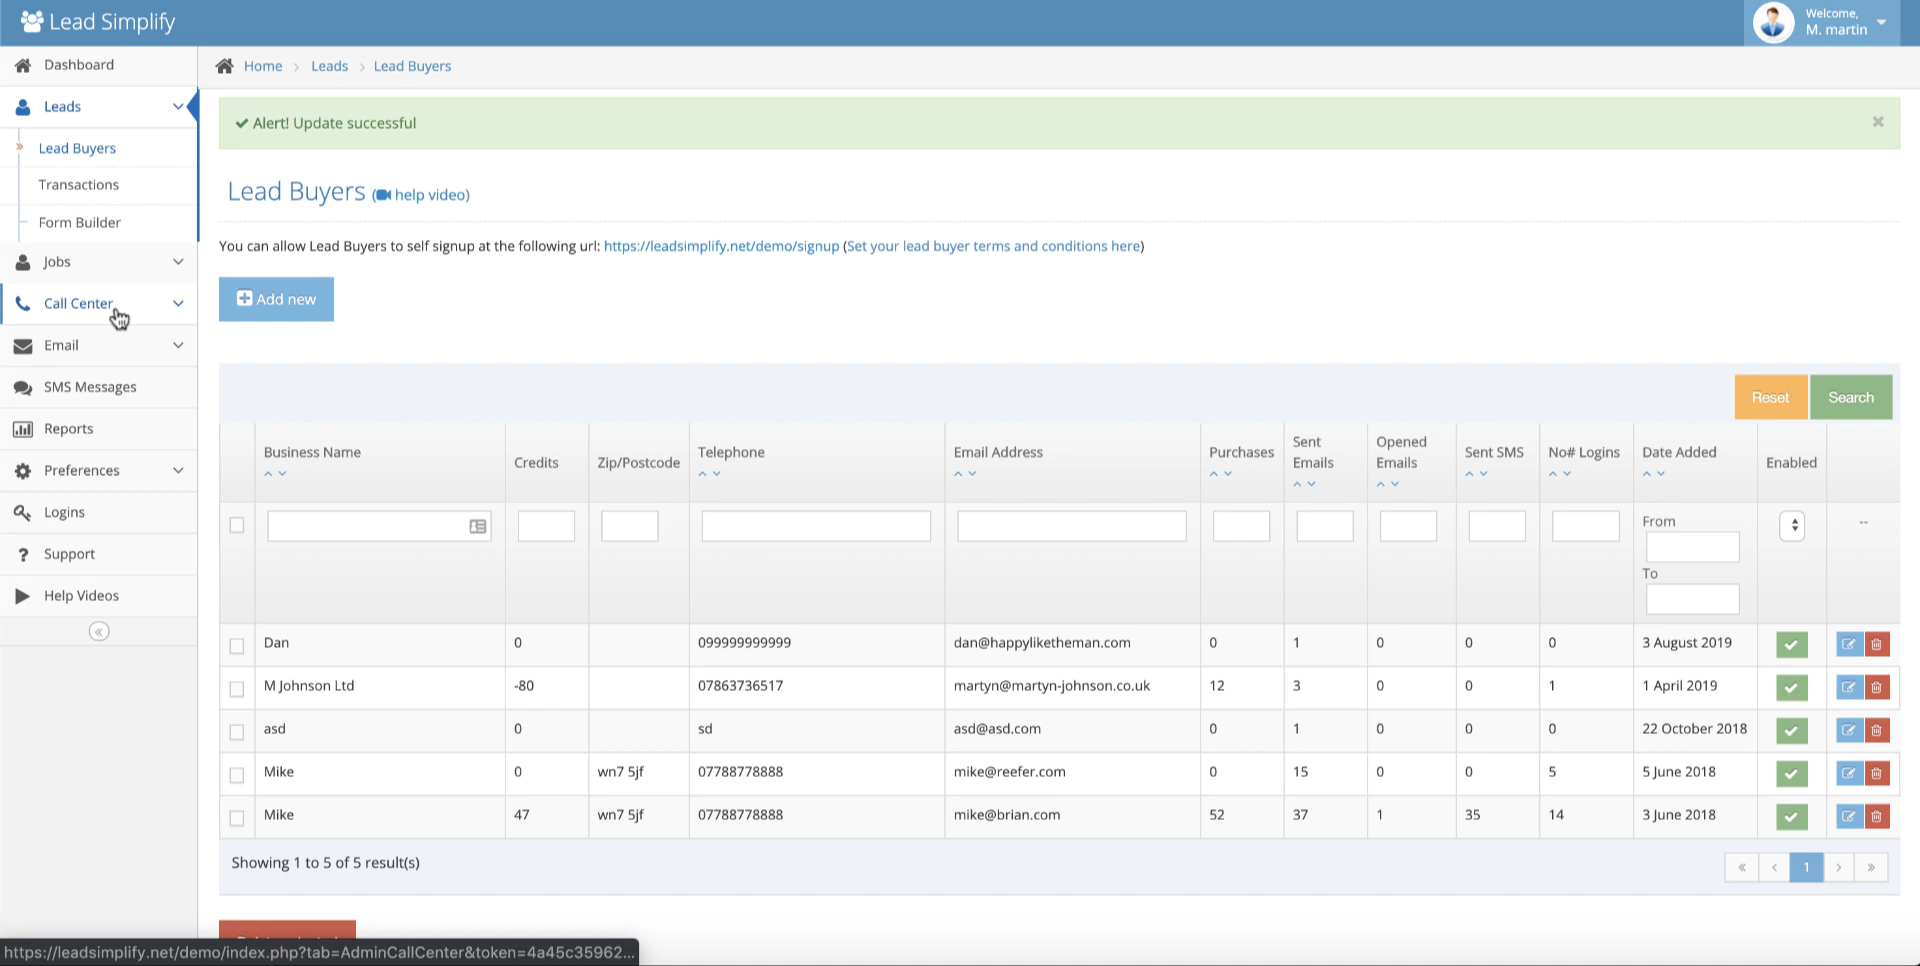 Lead Simplify
Welcome,
M. martin
Dashboard
Leads
Lead Buyers
Transactions
Form Builder
Jobs
Call Center
Email
SMS Messages
Reports
Preferences
Logins
Support
Help Videos
Home > Leads > Lead Buyers
Alert! Update successful
Lead Buyers (help video)
You can allow Lead Buyers to self signup at the following url: https://leadsimplify.net/demo/signup (Set your lead buyer terms and conditions here)
Add new
Reset Search
Business Name Credits Zip/Postcode Telephone Email Address Purchases Sent Emails Opened Emails Sent SMS No# Logins Date Added Enabled
From --
To
Dan 0 099999999999 dan@happyliketheman.com 0 1 0 0 0 3 August 2019
M Johnson Ltd -80 07863736517 martyn@martyn-johnson.co.uk 12 3 0 0 1 1 April 2019
asd 0 sd asd@asd.com 0 1 0 0 0 22 October 2018
Mike 0 wn7 5jf 07788778888 mike@reefer.com 0 15 0 0 5 5 June 2018
Mike 47 wn7 5jf 07788778888 mike@brian.com 52 37 1 35 14 3 June 2018
Showing 1 to 5 of 5 result(s)
« ‹ 1 › »
https://leadsimplify.net/demo/index.php?tab=AdminCallCenter&token=4a45c35962...